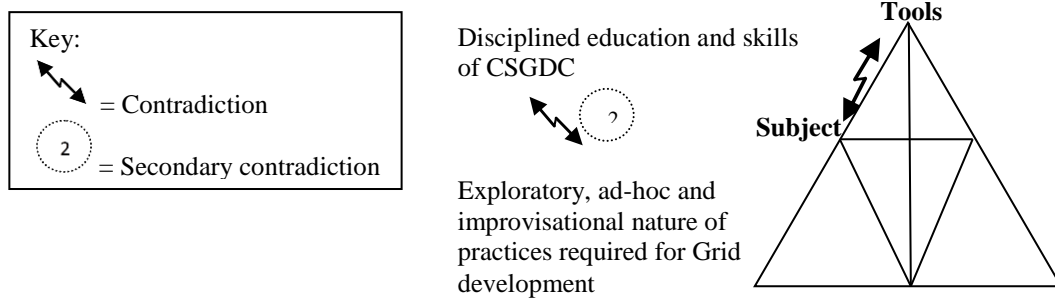 Key:
= Contradiction
2
= Secondary contradiction
Disciplined education and skills
of CSGDC
Exploratory, ad-hoc and
improvisational nature of
practices required for Grid
development
Tools
Subject